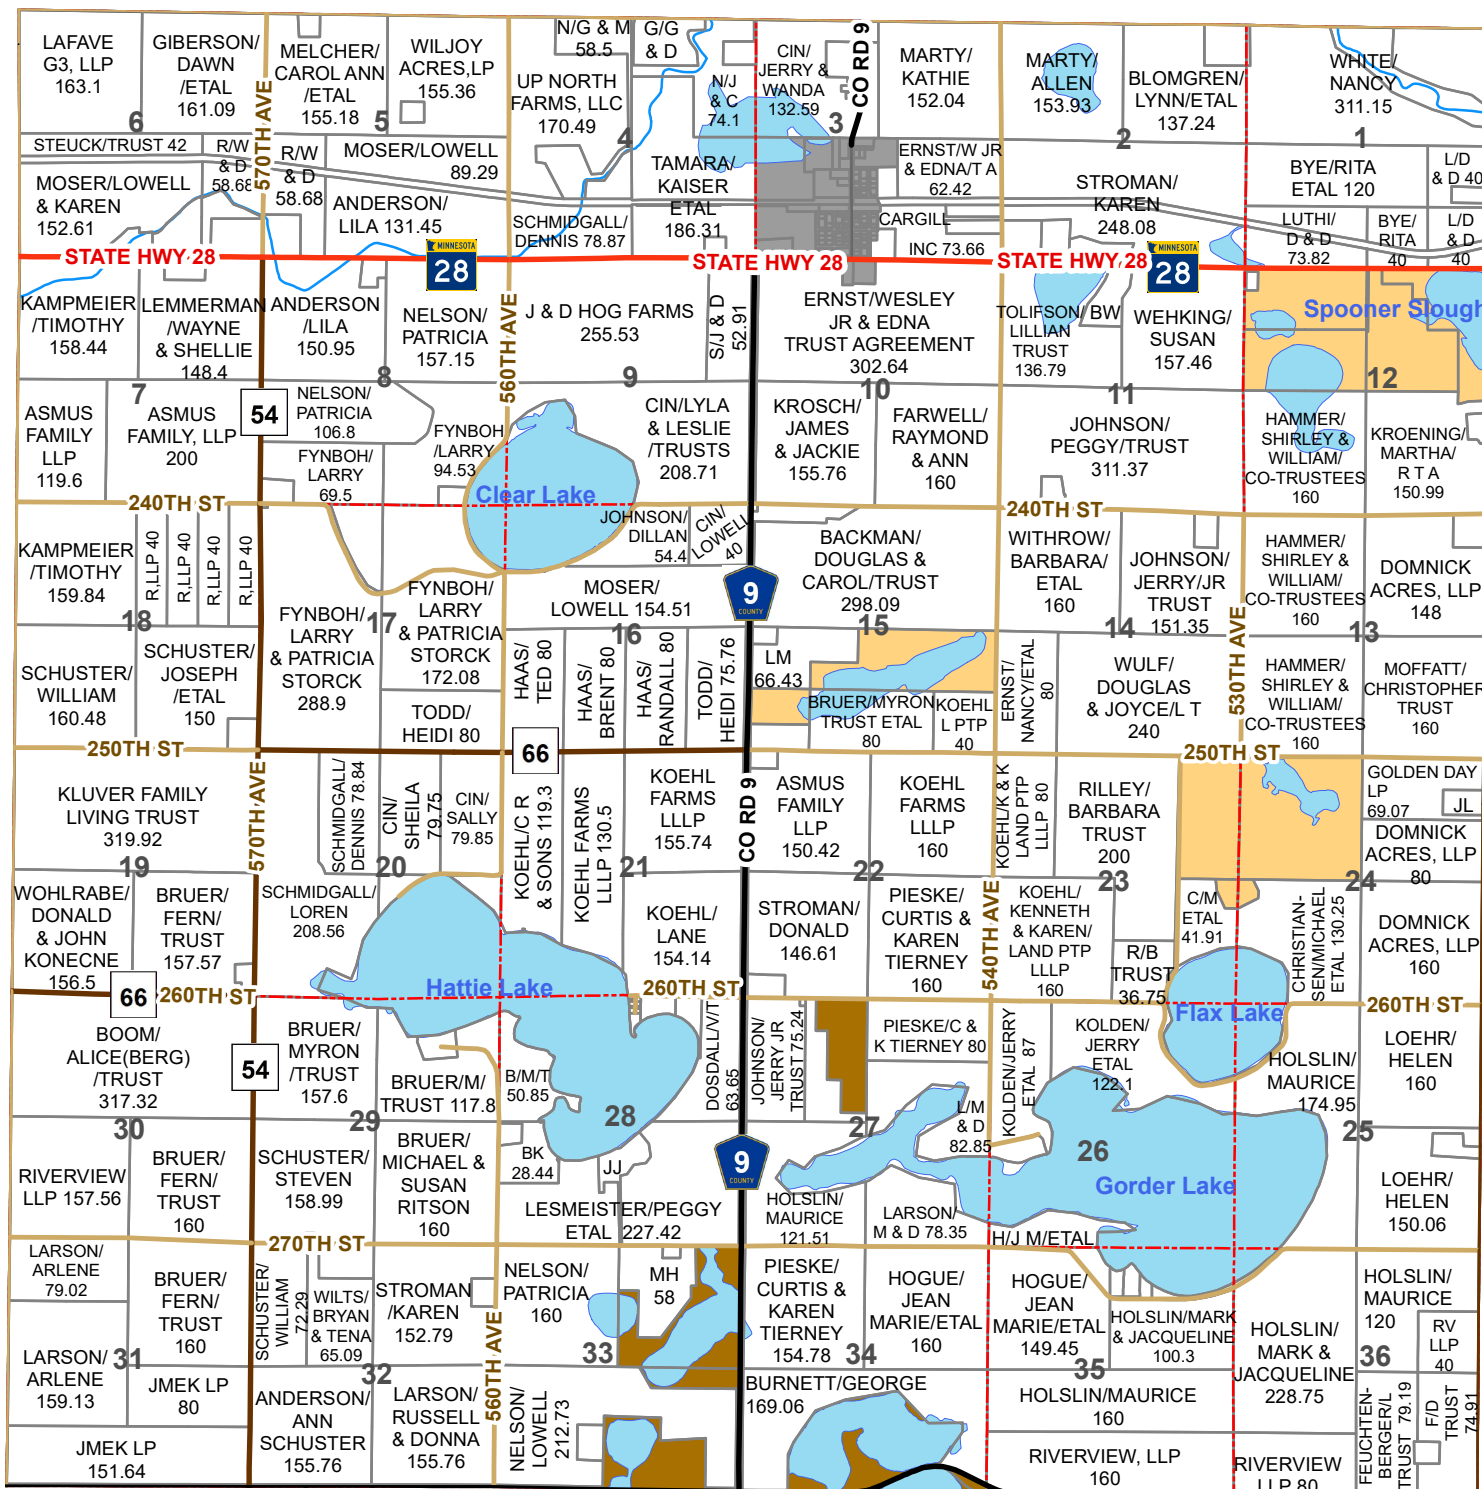 LAFAVE
G3, LLP
163.1
GIBERSON/
DAWN
/ETAL
161.09
MELCHER/
CAROL ANN
/ETAL
155.18
WILJOY
ACRES,LP
155.36
N/G & M
58.5
UP NORTH
FARMS, LLC
170.49
G/G
& D
N/J
& C
74.1
CIN/
JERRY &
WANDA
132.59
CO RD 9
MARTY/
KATHIE
152.04
MARTY/
ALLEN
153.93
BLOMGREN/
LYNN/ETAL
137.24
WHITE/
NANCY
311.15
6
5
4
3
2
1
STEUCK/TRUST 42
R/W
& D
58.68
570TH AVE
R/W
& D
58.68
MOSER/LOWELL
89.29
MOSER/LOWELL
& KAREN
152.61
ANDERSON/
LILA 131.45
SCHMIDGALL/
DENNIS 78.87
TAMARA/
KAISER
ETAL
186.31
ERNST/W JR
& EDNA/T A
62.42
CARGILL
INC 73.66
STROMAN/
KAREN
248.08
BYE/RITA
ETAL 120
L/D
& D 40
LUTHI/
D & D
73.82
BYE/
RITA
40
L/D
& D
40
STATE HWY 28
MINNESOTA
28
STATE HWY 28
STATE HWY 28
MINNESOTA
28
KAMPMEIER
/TIMOTHY
158.44
LEMMERMAN
/WAYNE
& SHELLIE
148.4
ANDERSON
/LILA
150.95
NELSON/
PATRICIA
157.15
560TH AVE
J & D HOG FARMS
255.53
S/J & D
52.91
ERNST/WESLEY
JR & EDNA
TRUST AGREEMENT
302.64
TOLIFSON/
LILLIAN
TRUST
136.79
BW
WEHKING/
SUSAN
157.46
Spooner Slough
7
8
9
10
11
12
ASMUS
FAMILY
LLP
119.6
ASMUS
FAMILY, LLP
200
54
NELSON/
PATRICIA
106.8
FYNBOH/
LARRY
69.5
FYNBOH
/LARRY
94.53
Clear Lake
CIN/LYLA
& LESLIE
/TRUSTS
208.71
KROSCH/
JAMES
& JACKIE
155.76
FARWELL/
RAYMOND
& ANN
160
JOHNSON/
PEGGY/TRUST
311.37
HAMMER/
SHIRLEY &
WILLIAM/
CO-TRUSTEES
160
KROENING/
MARTHA/
R T A
150.99
240TH ST
240TH ST
KAMPMEIER
/TIMOTHY
159.84
R,LLP 40
R,LLP 40
R,LLP 40
R,LLP 40
FYNBOH/
LARRY
& PATRICIA
STORCK
288.9
FYNBOH/
LARRY
& PATRICIA
STORCK
172.08
JOHNSON/
DILLAN
54.4
CIN/
LOWELL
40
MOSER/
LOWELL 154.51
9
COUNTY
BACKMAN/
DOUGLAS &
CAROL/TRUST
298.09
WITHROW/
BARBARA/
ETAL
160
JOHNSON/
JERRY/JR
TRUST
151.35
530TH AVE
HAMMER/
SHIRLEY &
WILLIAM/
CO-TRUSTEES
160
DOMNICK
ACRES, LLP
148
18
17
16
15
14
13
SCHUSTER/
WILLIAM
160.48
SCHUSTER/
JOSEPH
/ETAL
150
TODD/
HEIDI 80
HAAS/
TED 80
HAAS/
BRENT 80
HAAS/
RANDALL 80
TODD/
HEIDI 75.76
LM
66.43
BRUER/MYRON
TRUST ETAL
80
KOEHL
L PTP
40
ERNST/
NANCY/ETAL
80
WULF/
DOUGLAS
& JOYCE/L T
240
HAMMER/
SHIRLEY &
WILLIAM/
CO-TRUSTEES
160
MOFFATT/
CHRISTOPHER
TRUST
160
250TH ST
66
250TH ST
KLUVER FAMILY
LIVING TRUST
319.92
570TH AVE
SCHMIDGALL/
DENNIS 78.84
CIN/
SHEILA
79.75
CIN/
SALLY
79.85
KOEHL/C R
& SONS 119.3
KOEHL FARMS
LLLP 130.5
KOEHL
FARMS
LLLP
155.74
CO RD 9
ASMUS
FAMILY
LLP
150.42
KOEHL
FARMS
LLLP
160
KOEHL/K & K
LAND PTP
LLLP 80
RILLEY/
BARBARA
TRUST
200
GOLDEN DAY
LP
69.07
JL
DOMNICK
ACRES, LLP
80
19
20
21
22
23
24
WOHLRABE/
DONALD
& JOHN
KONECNE
156.5
BRUER/
FERN/
TRUST
157.57
SCHMIDGALL/
LOREN
208.56
Hattie Lake
KOEHL/
LANE
154.14
STROMAN/
DONALD
146.61
PIESKE/
CURTIS &
KAREN
TIERNEY
160
540TH AVE
KOEHL/
KENNETH
& KAREN/
LAND PTP
LLLP
160
R/B
TRUST
36.75
C/M
ETAL
41.91
CHRISTIAN-
SEN/MICHAEL
ETAL 130.25
DOMNICK
ACRES, LLP
160
66
260TH ST
260TH ST
260TH ST
Flax Lake
BOOM/
ALICE(BERG)
/TRUST
317.32
54
BRUER/
MYRON
/TRUST
157.6
BRUER/M/
TRUST 117.8
B/M/T
50.85
DOSDALL/V/T
63.65
JOHNSON/
JERRY JR
TRUST 75.24
PIESKE/C &
K TIERNEY 80
KOLDEN/JERRY
ETAL 87
KOLDEN/
JERRY
ETAL
122.1
HOLSLIN/
MAURICE
174.95
LOEHR/
HELEN
160
30
29
28
27
26
25
RIVERVIEW
LLP 157.56
BRUER/
FERN/
TRUST
160
SCHUSTER/
STEVEN
158.99
BRUER/
MICHAEL &
SUSAN
RITSON
160
BK
28.44
JJ
LESMEISTER/PEGGY
ETAL 227.42
9
COUNTY
HOLSLIN/
MAURICE
121.51
L/M
& D
82.85
LARSON/
M & D 78.35
Gorder Lake
H/J M/ETAL
LOEHR/
HELEN
150.06
270TH ST
LARSON/
ARLENE
79.02
BRUER/
FERN/
TRUST
160
SCHUSTER/
WILLIAM
72.29
WILTS/
BRYAN
& TENA
65.09
STROMAN
/KAREN
152.79
NELSON/
PATRICIA
160
MH
58
PIESKE/
CURTIS &
KAREN
TIERNEY
154.78
HOGUE/
JEAN
MARIE/ETAL
160
HOGUE/
JEAN
MARIE/ETAL
149.45
HOLSLIN/MARK
& JACQUELINE
100.3
HOLSLIN/
MARK &
JACQUELINE
228.75
HOLSLIN/
MAURICE
120
RV
LLP
40
31
32
33
34
35
36
LARSON/
ARLENE
159.13
JMEK LP
80
JMEK LP
151.64
ANDERSON/
ANN
SCHUSTER
155.76
LARSON/
RUSSELL
& DONNA
155.76
560TH AVE
NELSON/
LOWELL
212.73
BURNETT/GEORGE
169.06
HOLSLIN/MAURICE
160
RIVERVIEW, LLP
160
RIVERVIEW
LLP 80
FEUCHTEN-
BERGER/L
TRUST 79.19
F/D
TRUST
74.91